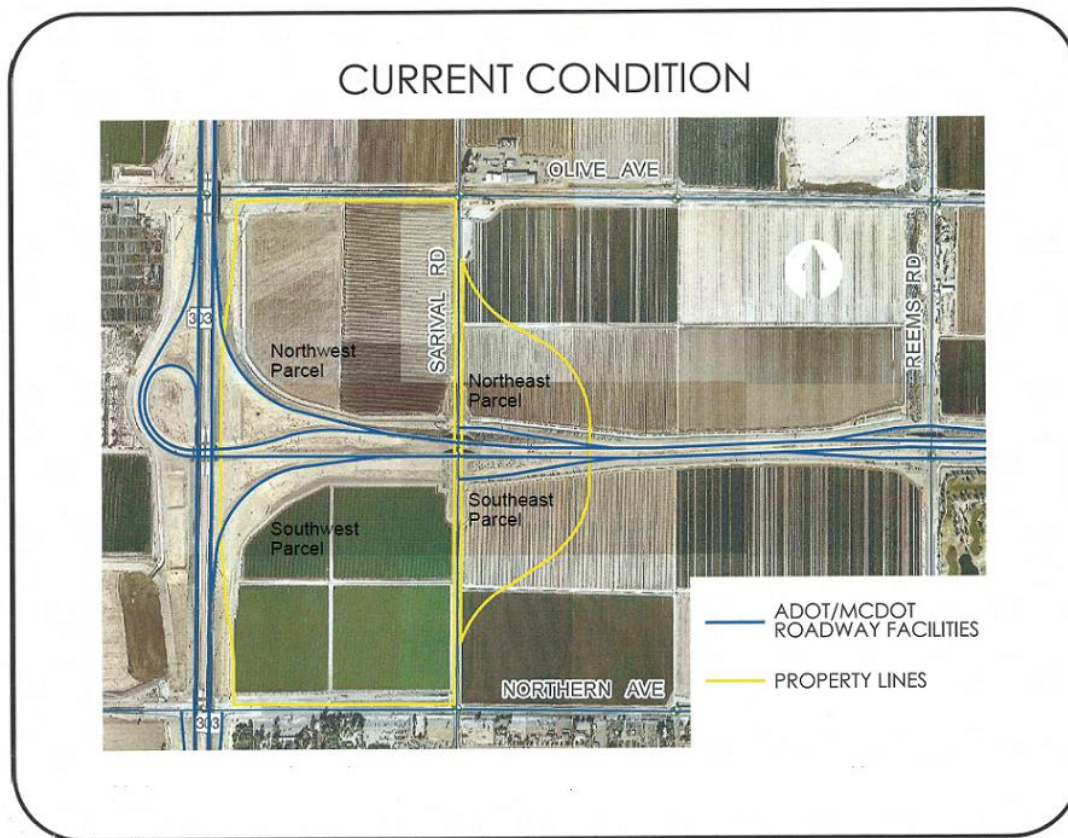 CURRENT CONDITION
OLIVE AVE
SARIVAL RD
REEMS RD
303
Northwest
Parcel
Northeast
Parcel
Southwest
Parcel
Southeast
Parcel
NORTHERN AVE
303
ADOT/MCDOT
ROADWAY FACILITIES
PROPERTY LINES